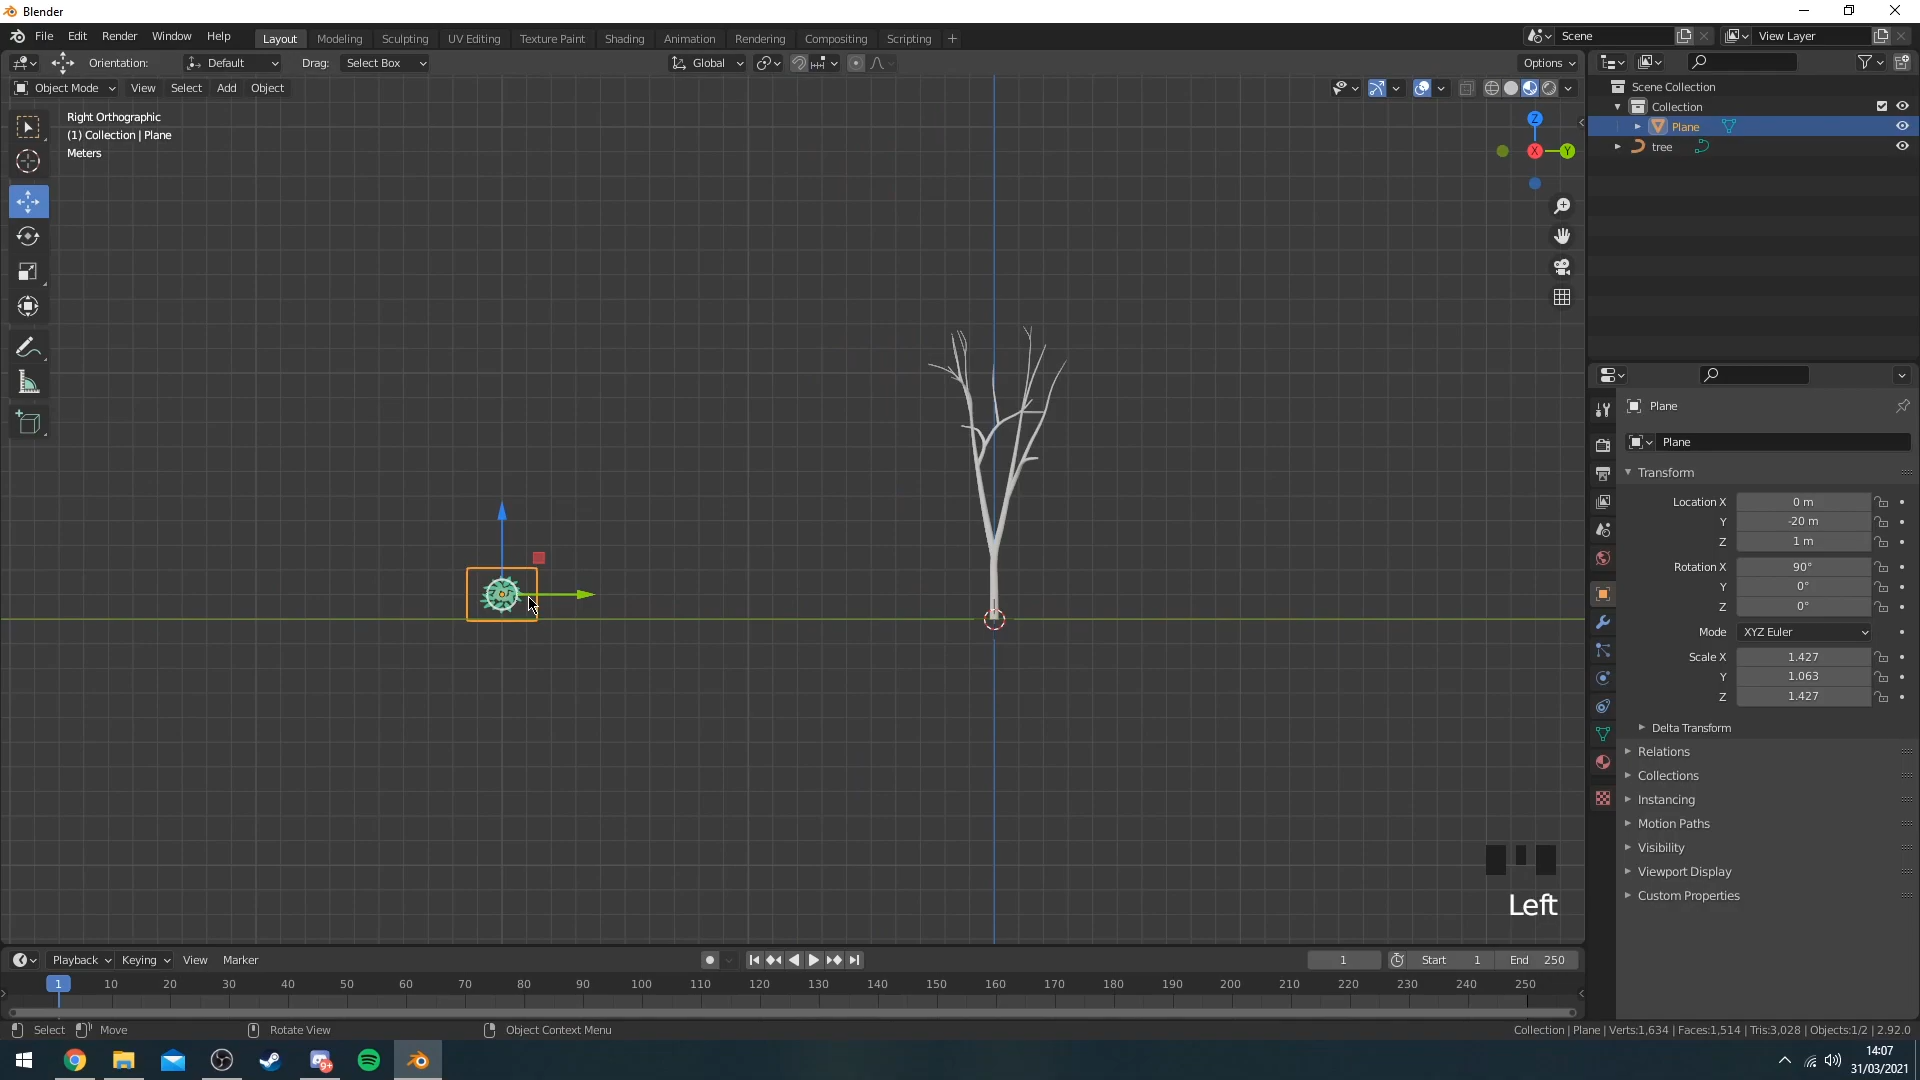 Blender
File Edit Render Window Help Layout Modeling Sculpting UV Editing Texture Paint Shading Animation Rendering Compositing Scripting + Scene View Layer
Orientation: Default Drag: Select Box Global Options
Object Mode View Select Add Object
Right Orthographic
(1) Collection | Plane
Meters
Z
X
Y
Scene Collection
Collection
Plane
tree
Plane
Plane
Transform
Location X 0 m
Y -20 m
Z 1 m
Rotation X 90°
Y 0°
Z 0°
Mode XYZ Euler
Scale X 1.427
Y 1.063
Z 1.427
Delta Transform
Relations
Collections
Instancing
Motion Paths
Visibility
Viewport Display
Custom Properties
Left
Playback Keying View Marker 1 Start 1 End 250
1 10 20 30 40 50 60 70 80 90 100 110 120 130 140 150 160 170 180 190 200 210 220 230 240 250
Select Move Rotate View Object Context Menu Collection | Plane | Verts:1,634 | Faces:1,514 | Tris:3,028 | Objects:1/2 | 2.92.0
9+
14:07
31/03/2021